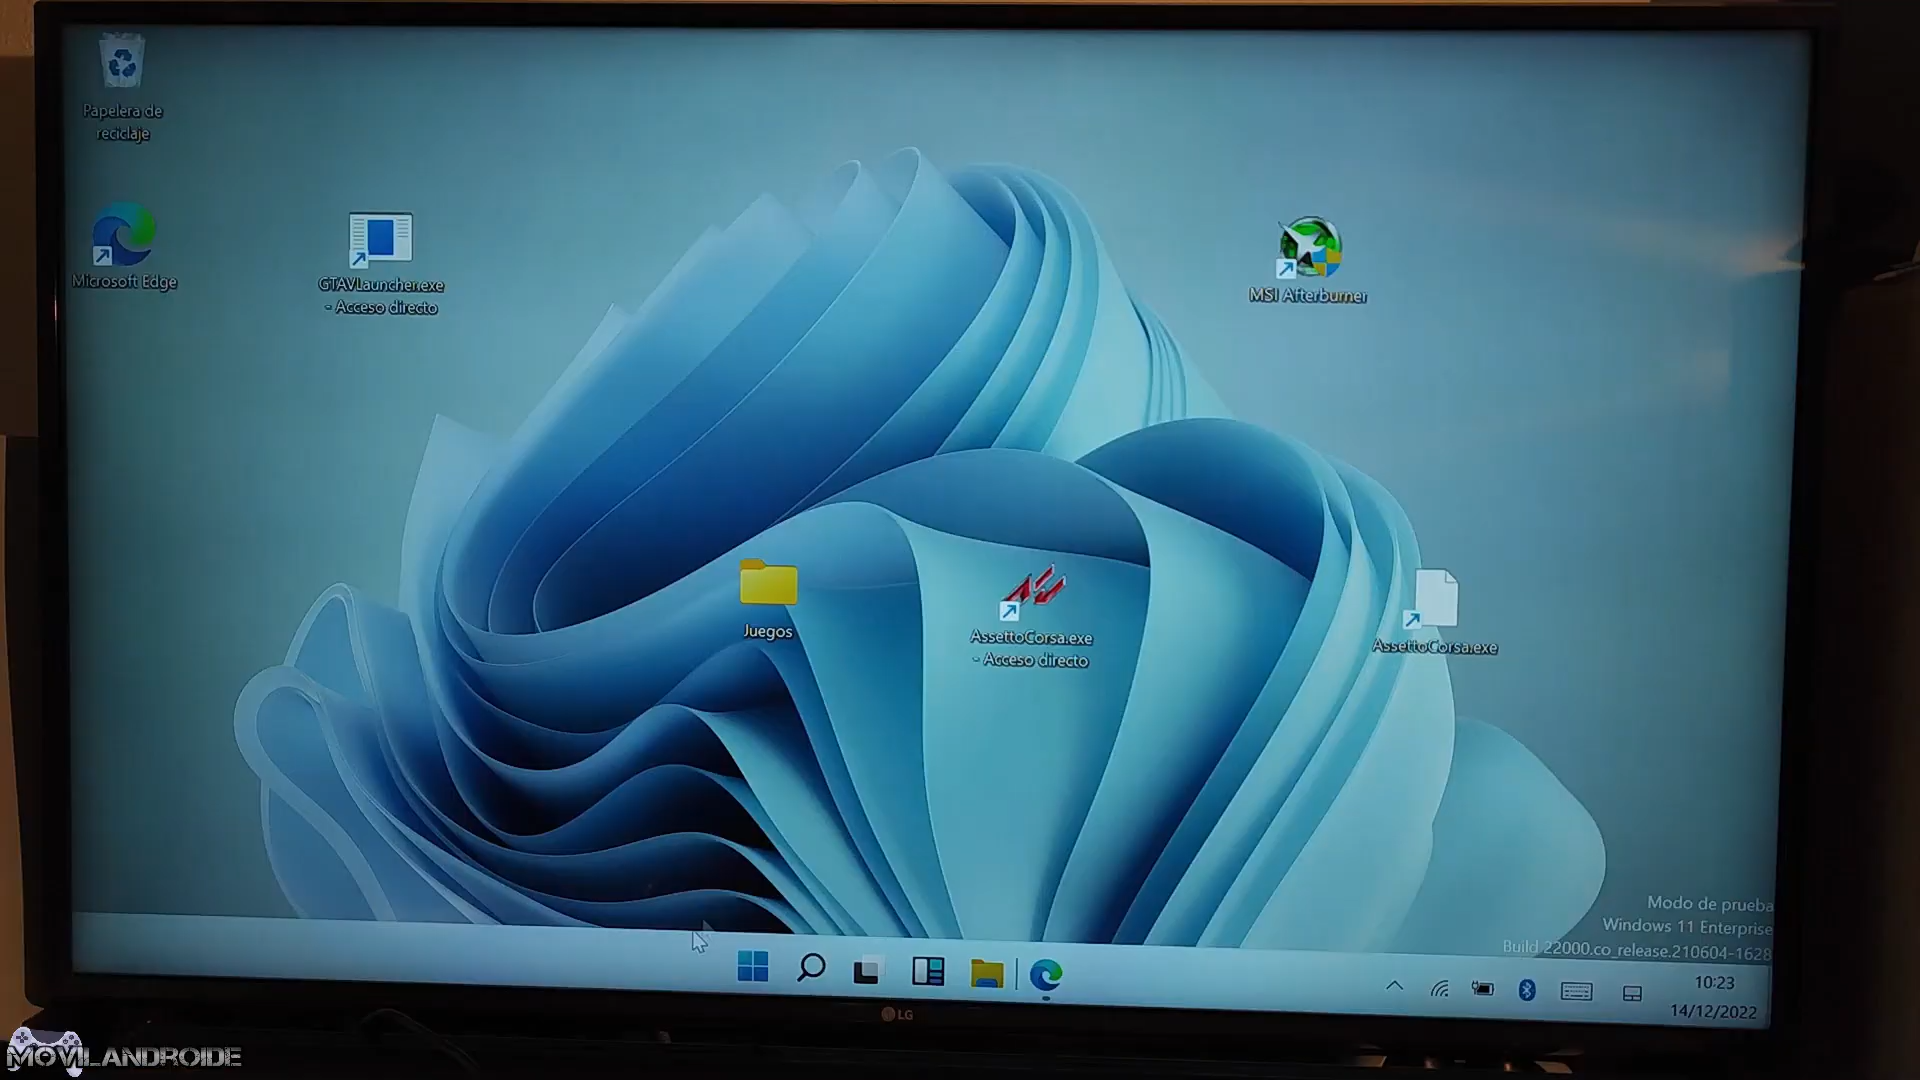 Papelera de
reciclaje
Microsoft Edge
GTAVLauncher.exe
- Acceso directo
MSI Afterburner
Juegos
AssettoCorsa.exe
- Acceso directo
AssettoCorsa.exe
Modo de prueba
Windows 11 Enterprise
Build 22000.co_release.210604-1628
10:23
14/12/2022
LG
MOVILANDROIDE